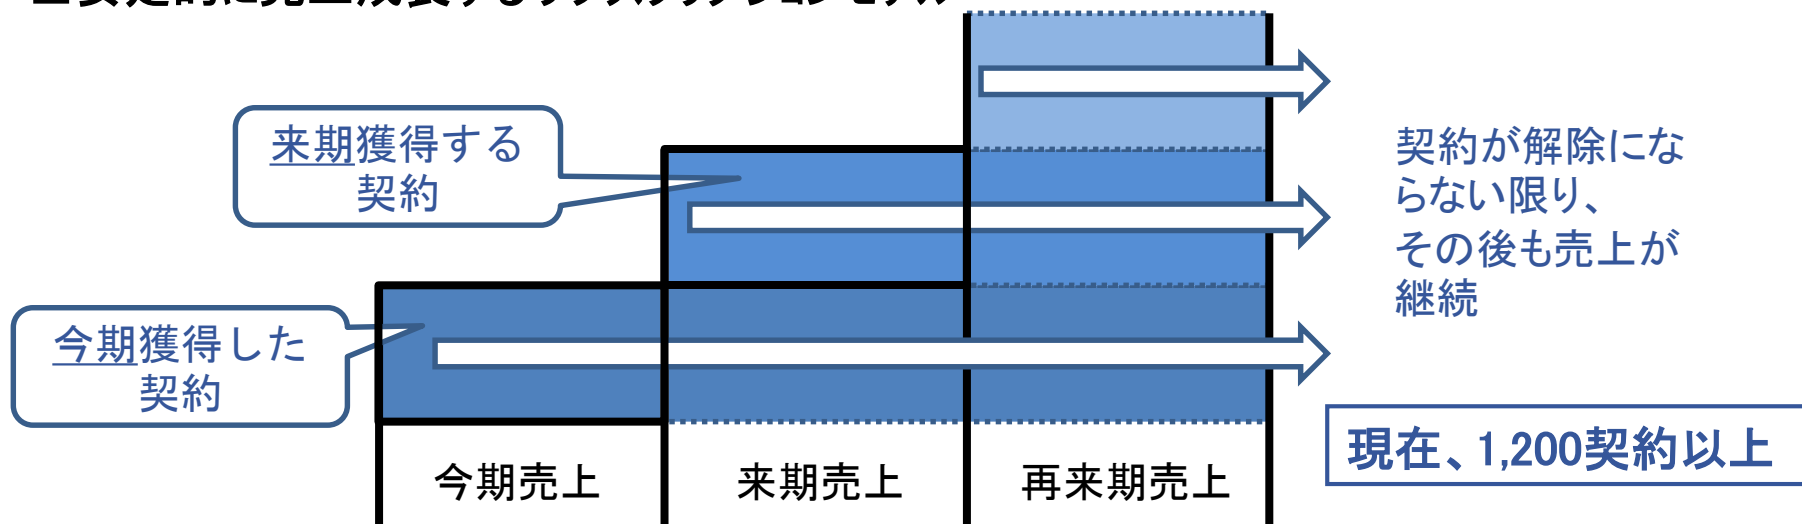 来期獲得する
契約
今期獲得した
契約
契約が解除にな
らない限り、
その後も売上が
継続
現在、1,200契約以上
今期売上
来期売上
再来期売上